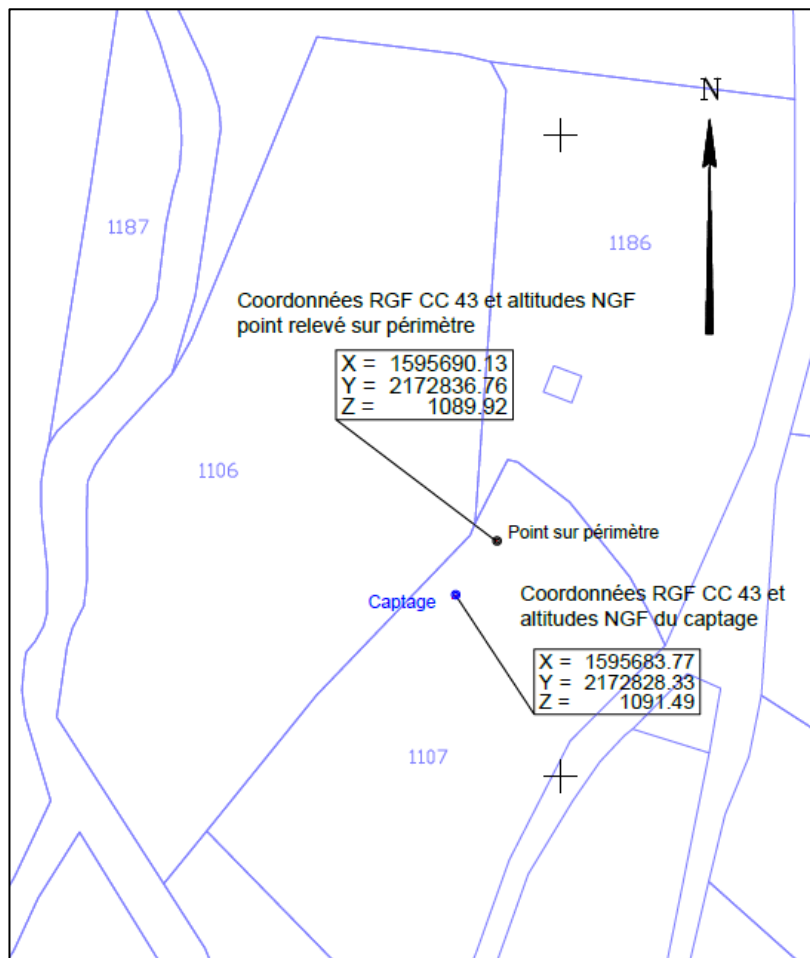 N
1187
1186
Coordonnées RGF CC 43 et altitudes NGF
point relevé sur périmètre
X = 1595690.13
Y = 2172836.76
Z = 1089.92
1106
Point sur périmètre
Captage
Coordonnées RGF CC 43 et
altitudes NGF du captage
X = 1595683.77
Y = 2172828.33
Z = 1091.49
1107